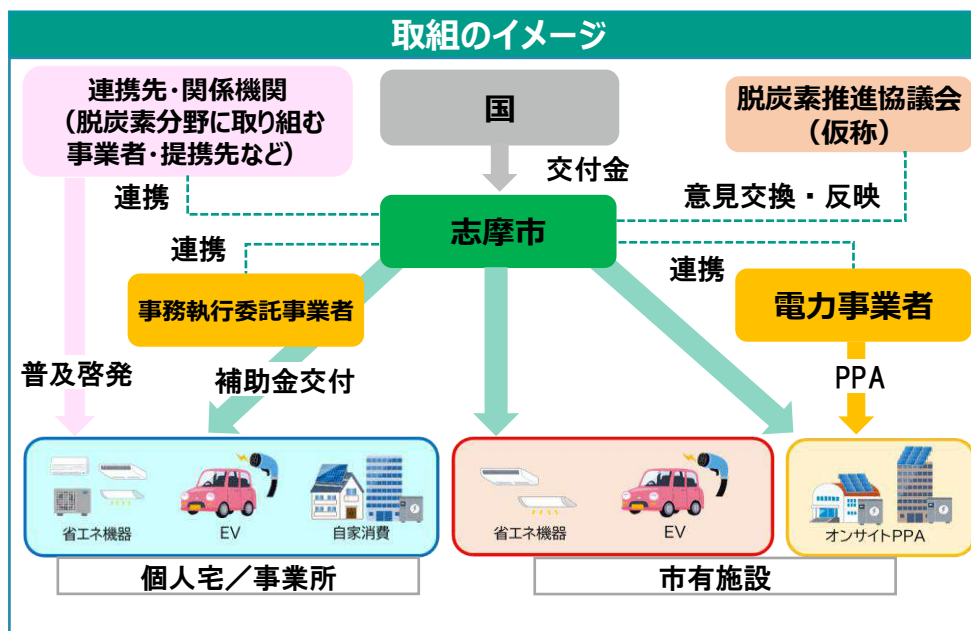 取組のイメージ
連携先・関係機関
（脱炭素分野に取り組む
事業者・提携先など）
国
脱炭素推進協議会
（仮称）
交付金
連携
意見交換・反映
志摩市
連携
連携
事務執行委託事業者
電力事業者
普及啓発
補助金交付
PPA
省エネ機器
EV
自家消費
省エネ機器
EV
オンサイトPPA
個人宅／事業所
市有施設